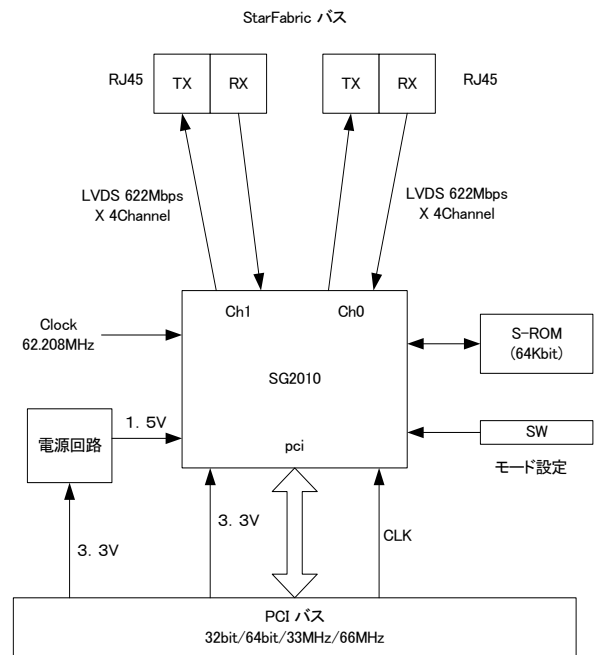 StarFabric バス
RJ45
TX
RX
TX
RX
RJ45
LVDS 622Mbps
X 4Channel
LVDS 622Mbps
X 4Channel
Ch1
Ch0
Clock
62.208MHz
SG2010
S-ROM
(64Kbit)
電源回路
1.5V
pci
SW
モード設定
3.3V
3.3V
CLK
PCI バス
32bit/64bit/33MHz/66MHz